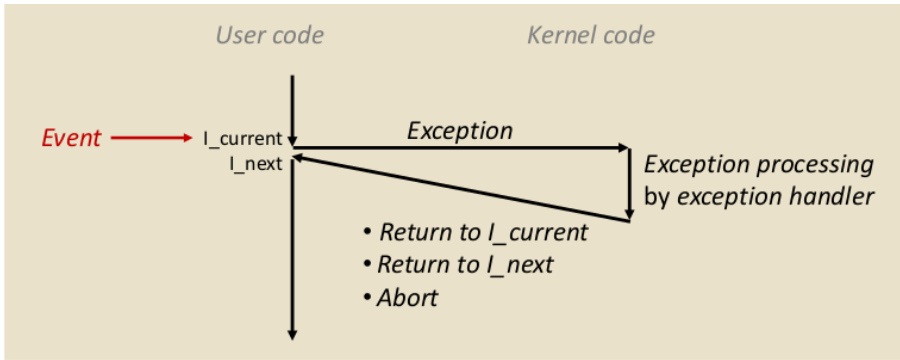 User code
Kernel code
Event
I_current
Exception
I_next
Exception processing
by exception handler
• Return to I_current
• Return to I_next
• Abort